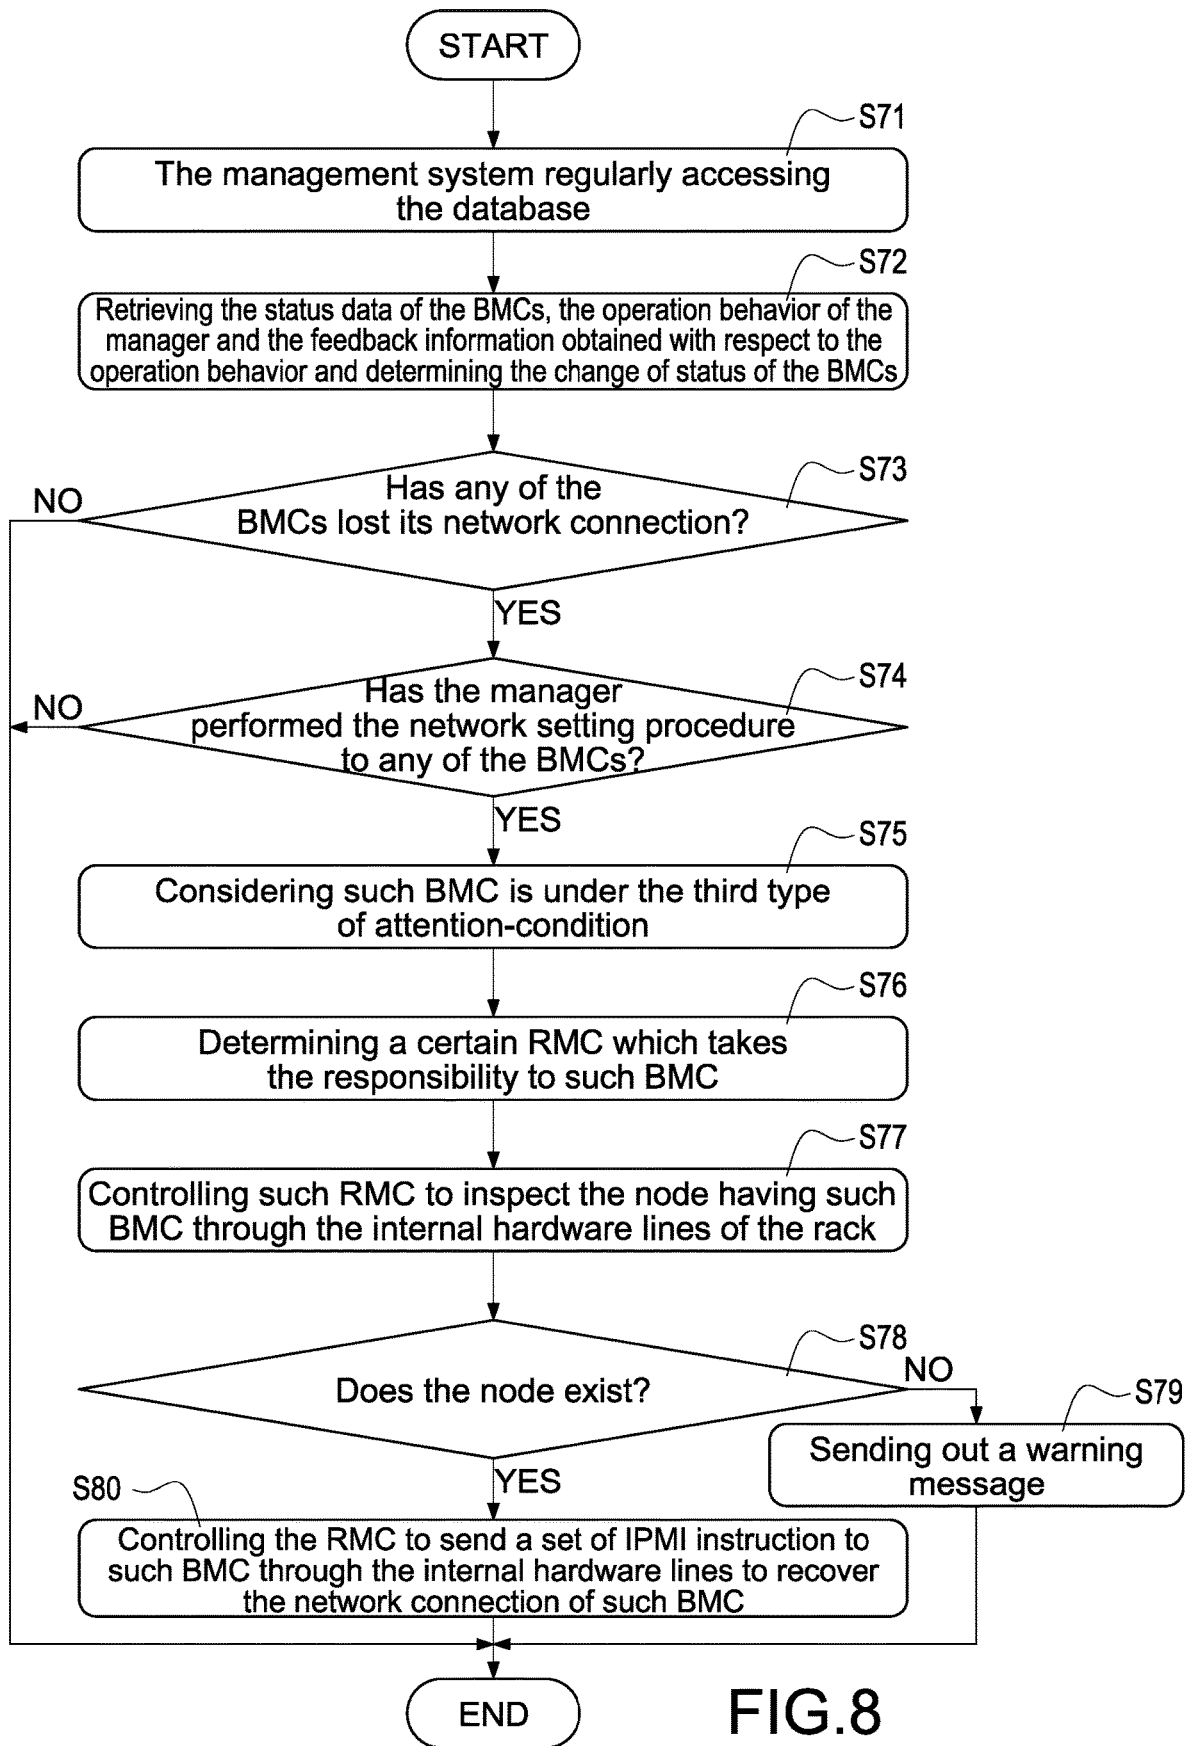 START
S71
The management system regularly accessing
the database
S72
Retrieving the status data of the BMCs, the operation behavior of the
manager and the feedback information obtained with respect to the
operation behavior and determining the change of status of the BMCs
S73
NO
Has any of the
BMCs lost its network connection?
YES
S74
NO
Has the manager
performed the network setting procedure
to any of the BMCs?
YES
S75
Considering such BMC is under the third type
of attention-condition
S76
Determining a certain RMC which takes
the responsibility to such BMC
S77
Controlling such RMC to inspect the node having such
BMC through the internal hardware lines of the rack
S78
Does the node exist?
NO
S79
Sending out a warning
message
YES
S80
Controlling the RMC to send a set of IPMI instruction to
such BMC through the internal hardware lines to recover
the network connection of such BMC
END
FIG.8